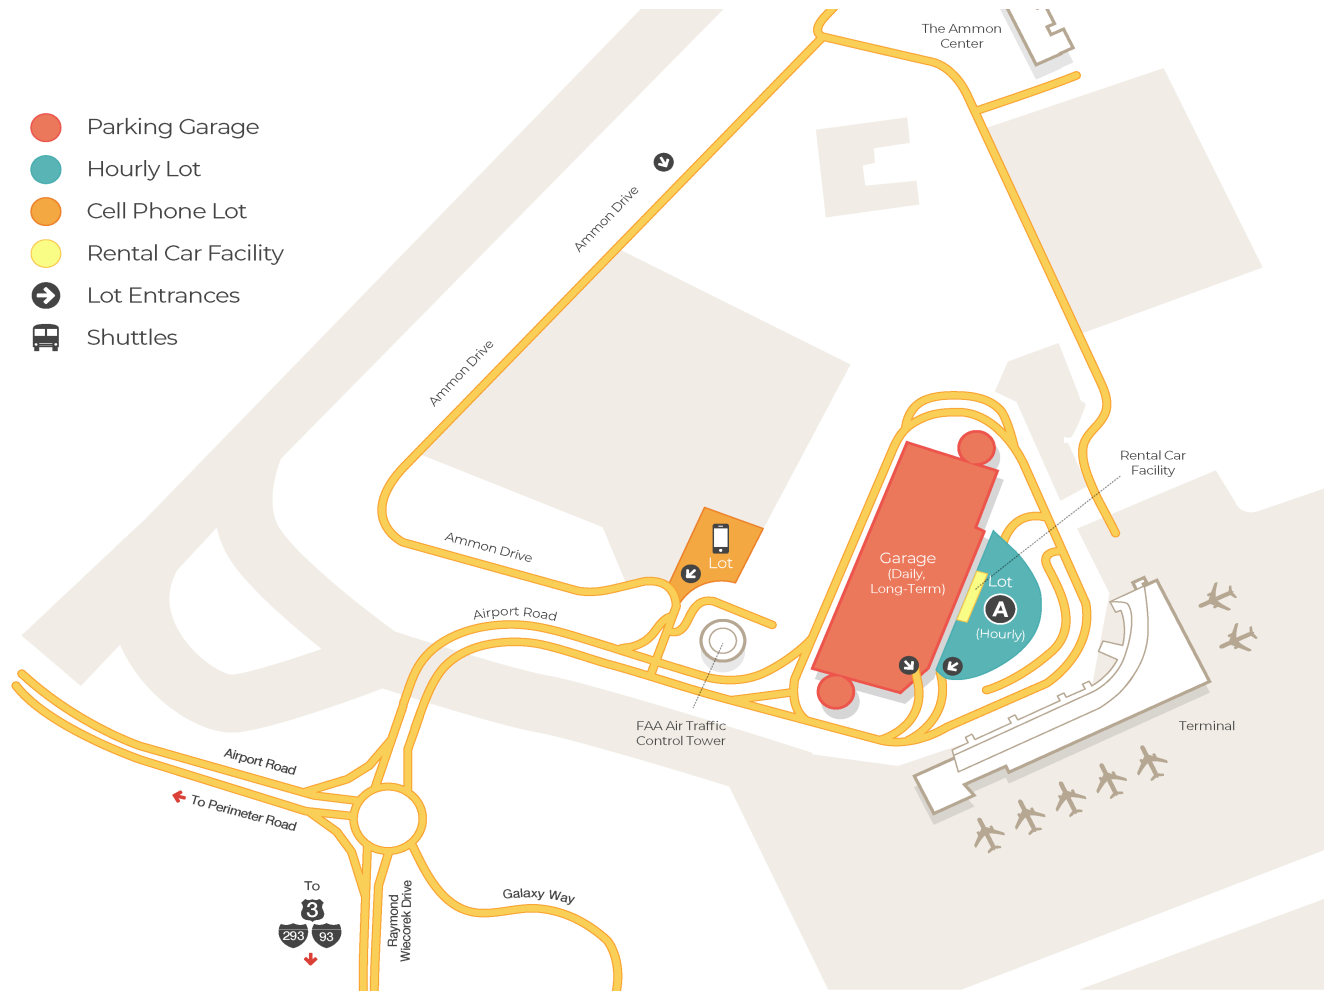 The Ammon
Center
Parking Garage
Hourly Lot
Cell Phone Lot
Rental Car Facility
Lot Entrances
Shuttles
Ammon Drive
Ammon Drive
Rental Car
Facility
Ammon Drive
Lot
Garage
(Daily,
Long-Term)
Lot
A
(Hourly)
Airport Road
FAA Air Traffic
Control Tower
Terminal
Airport Road
To Perimeter Road
To
3
293
93
Raymond
Wiecorek Drive
Galaxy Way